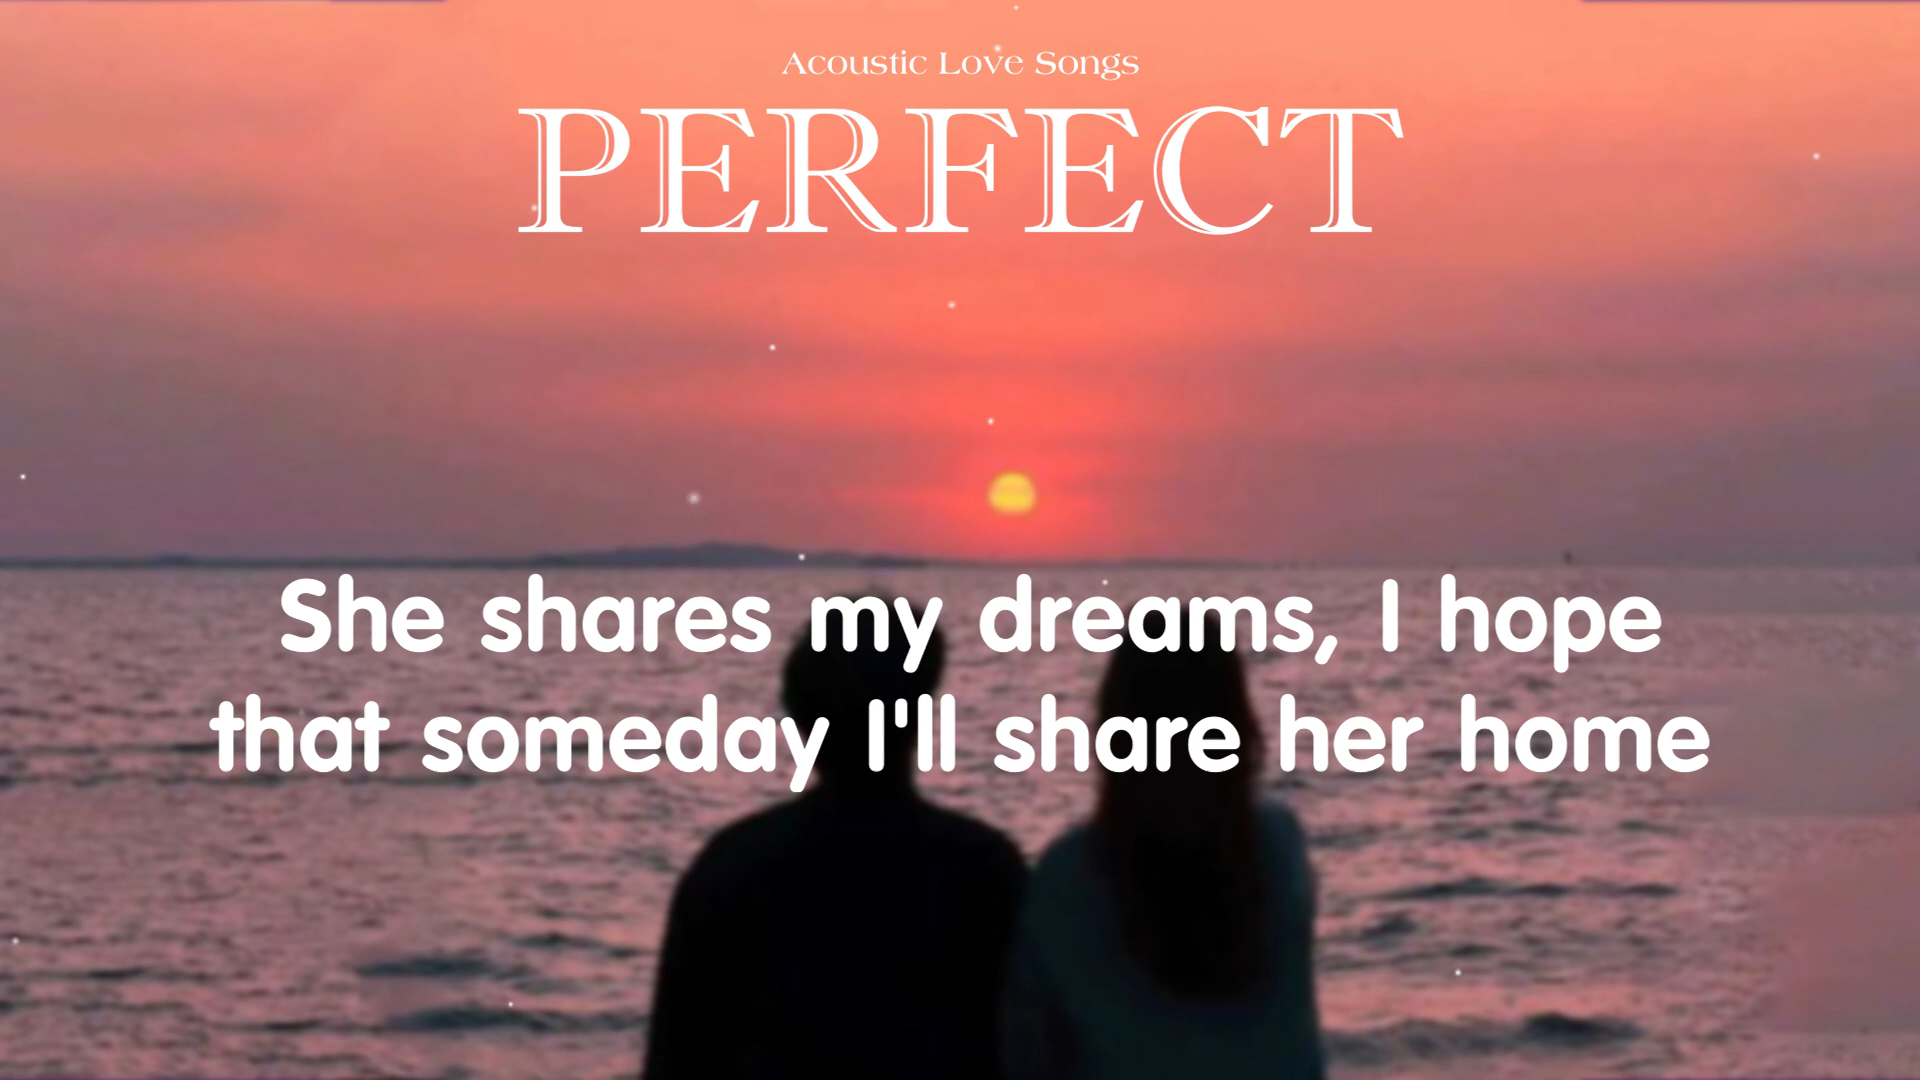 Acoustic Love Songs
PERFECT
She shares my dreams, I hope
that someday I'll share her home